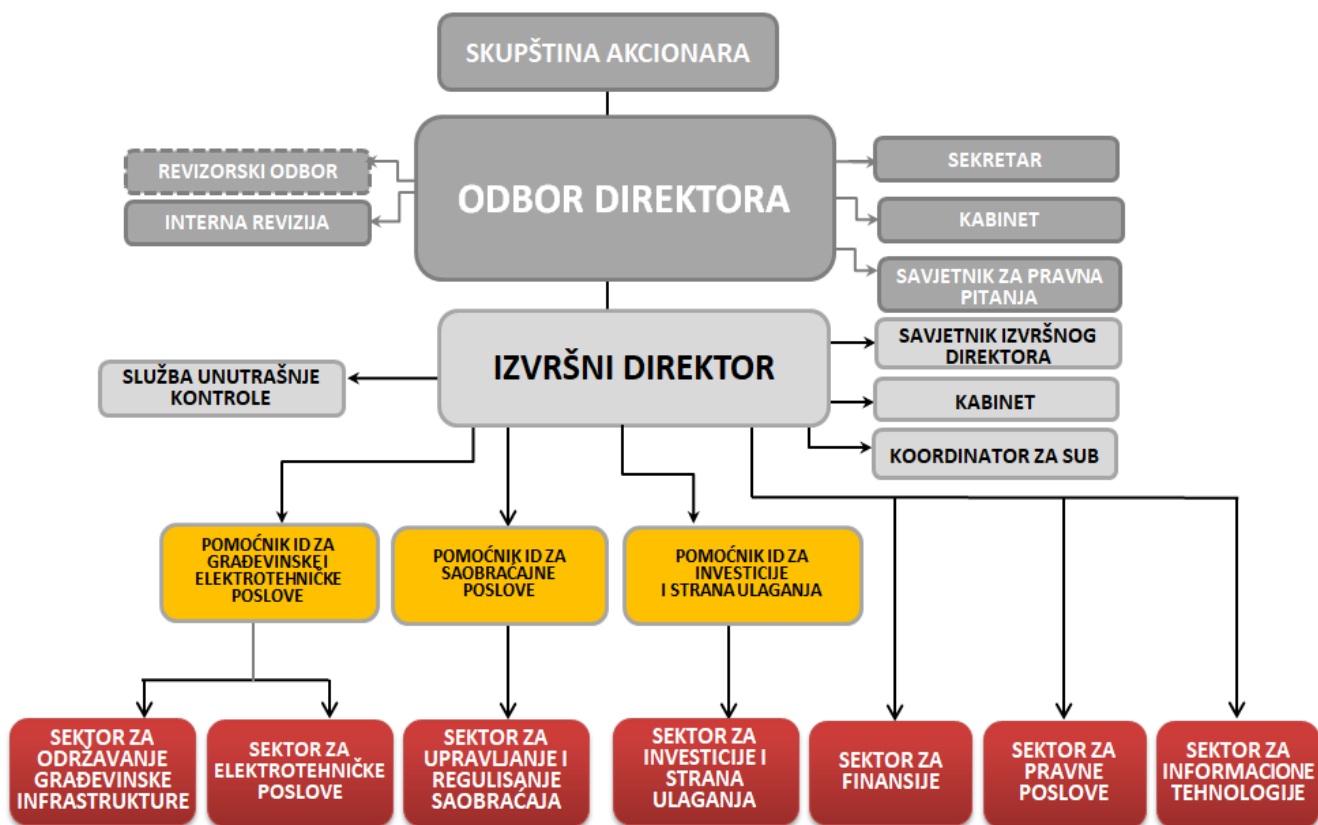 SKUPŠTINA AKCIONARA
ODBOR DIREKTORA
REVIZORSKI ODBOR
INTERNA REVIZIJA
SEKRETAR
KABINET
SAVJETNIK ZA PRAVNA
PITANJA
IZVRŠNI DIREKTOR
SLUŽBA UNUTRAŠNJE
KONTROLE
SAVJETNIK IZVRŠNOG
DIREKTORA
KABINET
KOORDINATOR ZA SUB
POMOĆNIK ID ZA
GRAĐEVINSKE I
ELEKTROTEHNIČKE
POSLOVE
POMOĆNIK ID ZA
SAOBRAĆAJNE
POSLOVE
POMOĆNIK ID ZA
INVESTICIJE
I STRANA ULAGANJA
SEKTOR ZA
ODRŽAVANJE
GRAĐEVINSKE
INFRASTRUKTURE
SEKTOR ZA
ELEKTROTEHNIČKE
POSLOVE
SEKTOR ZA
UPRAVLJANJE I
REGULISANJE
SAOBRAĆAJA
SEKTOR ZA
INVESTICIJE I
STRANA
ULAGANJA
SEKTOR ZA
FINANSIJE
SEKTOR ZA
PRAVNE
POSLOVE
SEKTOR ZA
INFORMACIONE
TEHNOLOGIJE